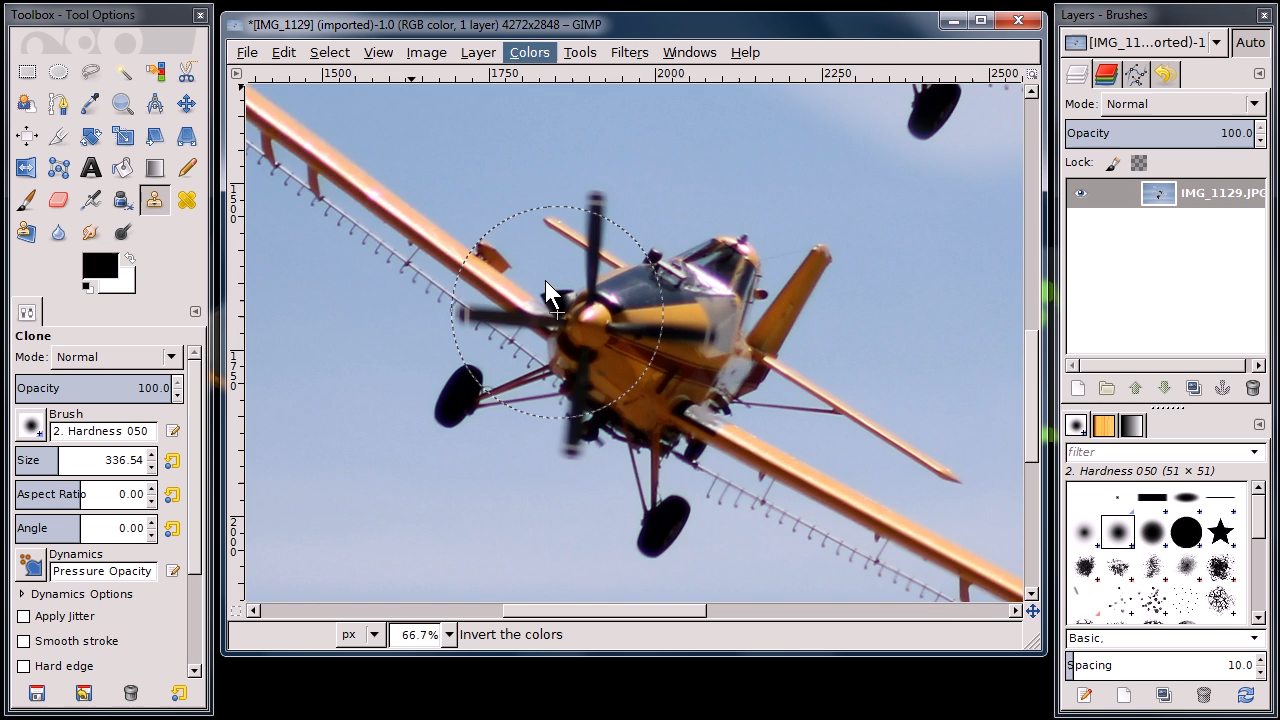 Toolbox - Tool Options
*[IMG_1129] (imported)-1.0 (RGB color, 1 layer) 4272x2848 – GIMP
Layers - Brushes
File Edit Select View Image Layer Colors Tools Filters Windows Help
[IMG_11...orted)-1
Auto
1500 1750 2000 2250 2500
Mode: Normal
Opacity 100.0
Lock:
IMG_1129.JPG
1500
1750
2000
Clone
Mode: Normal
Opacity 100.0
Brush
2. Hardness 050
Size 336.54
Aspect Ratio 0.00
Angle 0.00
Dynamics
Pressure Opacity
Dynamics Options
Apply Jitter
Smooth stroke
Hard edge
px 66.7% Invert the colors
filter
2. Hardness 050 (51 × 51)
Basic,
Spacing 10.0